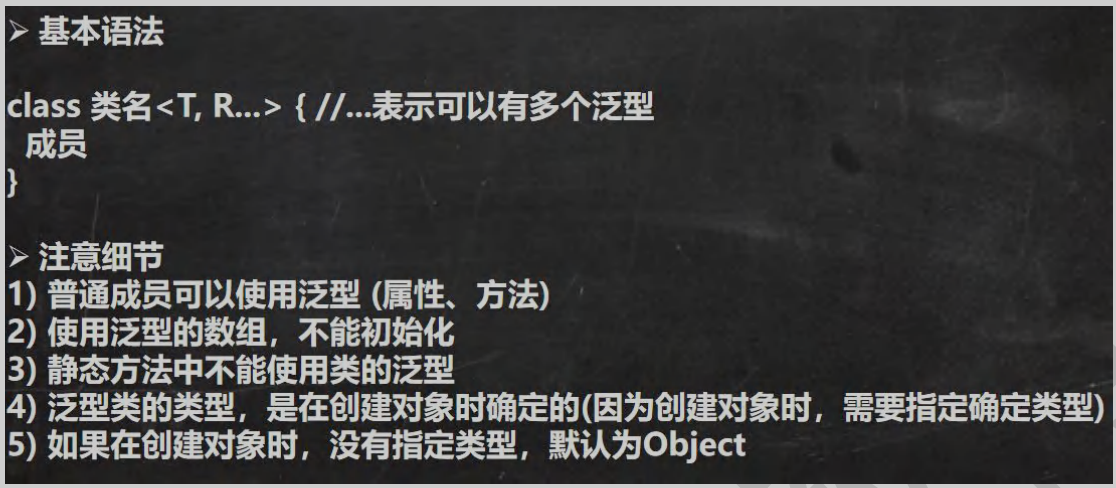 ➢ 基本语法
class 类名<T, R...> { //...表示可以有多个泛型
成员
}
➢ 注意细节
1) 普通成员可以使用泛型 (属性、方法)
2) 使用泛型的数组，不能初始化
3) 静态方法中不能使用类的泛型
4) 泛型类的类型，是在创建对象时确定的(因为创建对象时，需要指定确定类型)
5) 如果在创建对象时，没有指定类型，默认为Object